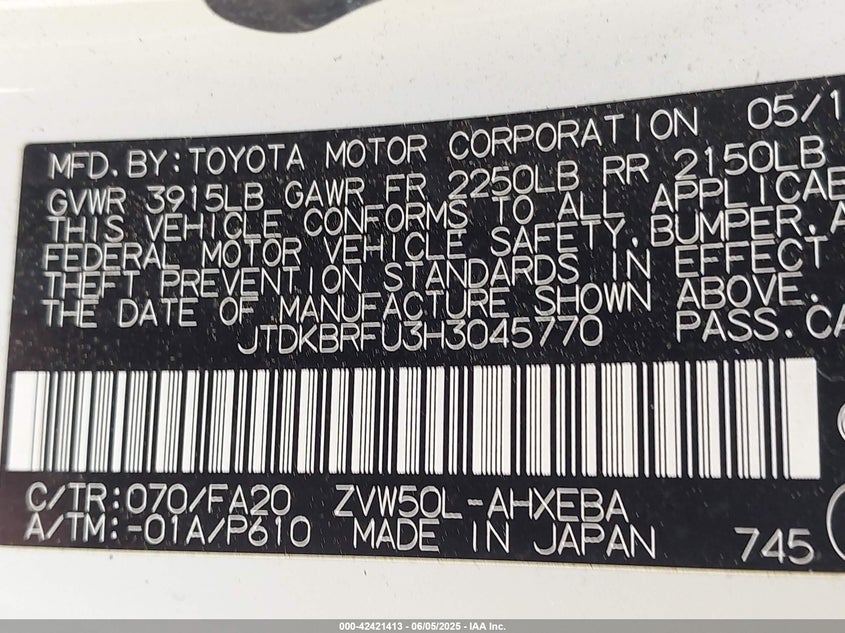 MFD.BY:TOYOTA MOTOR CORPORATION 05/1
GVWR 3915LB GAWR FR 2250LB RR 2150LB
THIS VEHICLE CONFORMS TO ALL APPLICAB
FEDERAL MOTOR VEHICLE SAFETY,BUMPER,A
THEFT PREVENTION STANDARDS IN EFFECT
THE DATE OF MANUFACTURE SHOWN ABOVE.
JTDKBRFU3H3045770 PASS.CA
C/TR:070/FA20 ZVW50L-AHXEBA
A/TM:-01A/P610 MADE IN JAPAN 745
000-42421413 - 06/05/2025 - IAA Inc.